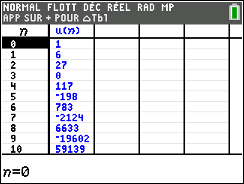 NORMAL FLOTT DÉC RÉEL RAD MP
APP SUR + POUR △Tbl
n u(n)
0 1
1 6
2 27
3 0
4 117
5 -198
6 783
7 -2124
8 6633
9 -19602
10 59139
n=0